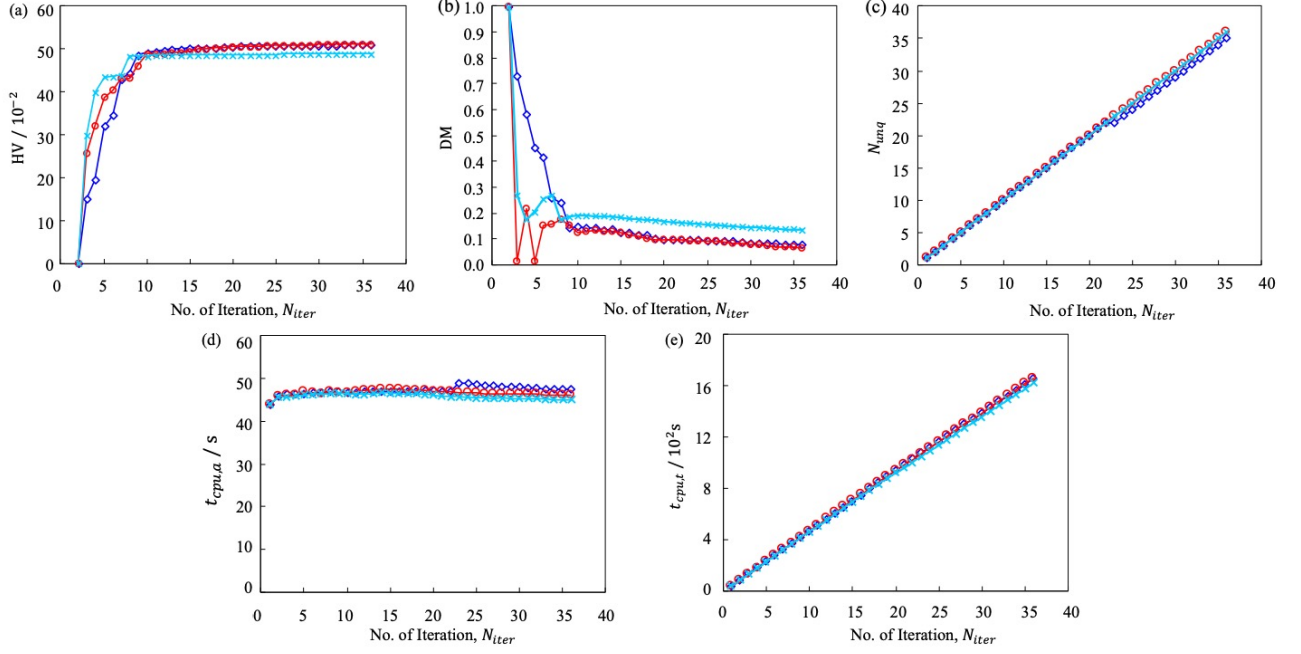 (a)
HV / 10⁻²
60
50
40
30
20
10
0
0 5 10 15 20 25 30 35 40
No. of Iteration, N_iter
(b)
DM
1.0
0.9
0.8
0.7
0.6
0.5
0.4
0.3
0.2
0.1
0.0
0 5 10 15 20 25 30 35 40
No. of Iteration, N_iter
(c)
N_unq
40
35
30
25
20
15
10
5
0
0 5 10 15 20 25 30 35 40
No. of Iteration, N_iter
(d)
t_cpu,a / s
60
50
40
30
20
10
0
0 5 10 15 20 25 30 35 40
No. of Iteration, N_iter
(e)
t_cpu,t / 10²s
20
16
12
8
4
0
0 5 10 15 20 25 30 35 40
No. of Iteration, N_iter